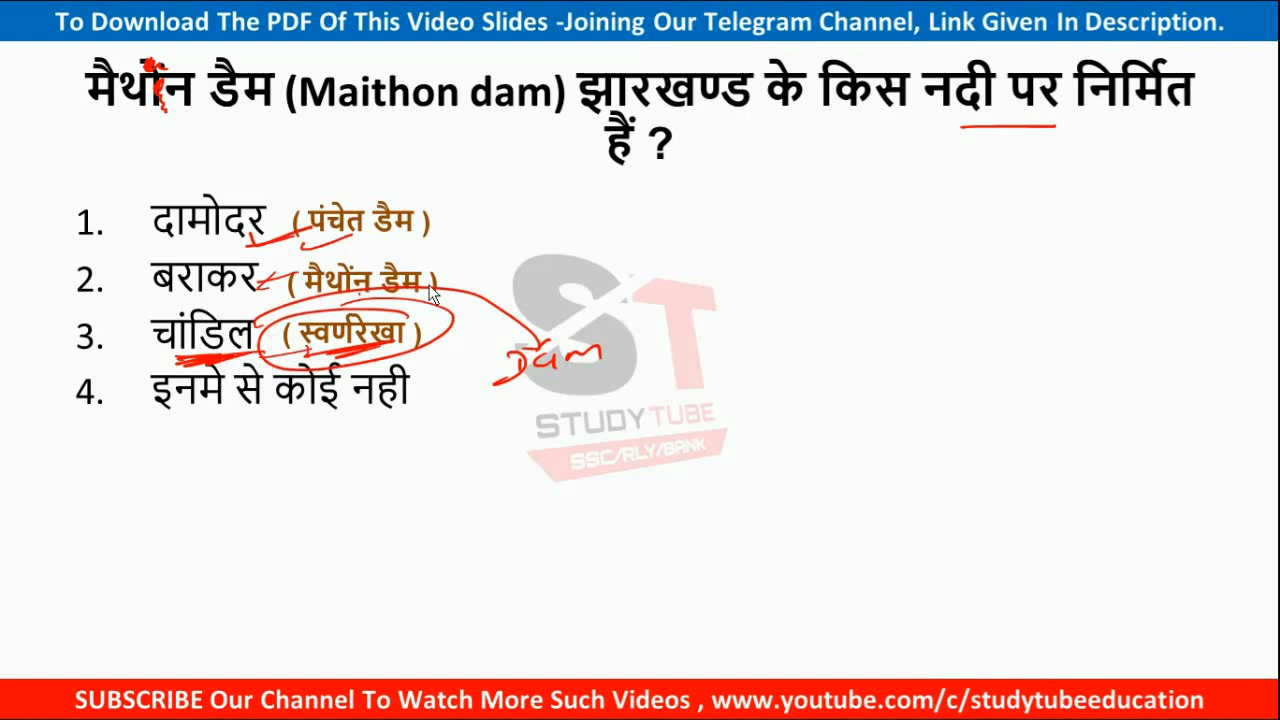 To Download The PDF Of This Video Slides -Joining Our Telegram Channel, Link Given In Description.
मैथोंन डैम (Maithon dam) झारखण्ड के किस नदी पर निर्मित
हैं ?
1. दामोदर ( पंचेत डैम )
2. बराकर ( मैथोंन डैम )
3. चांडिल ( स्वर्णरेखा )
Dam
4. इनमे से कोई नही
ST
STUDY TUBE
SSC/RLY/BANK
SUBSCRIBE Our Channel To Watch More Such Videos , www.youtube.com/c/studytubeeducation